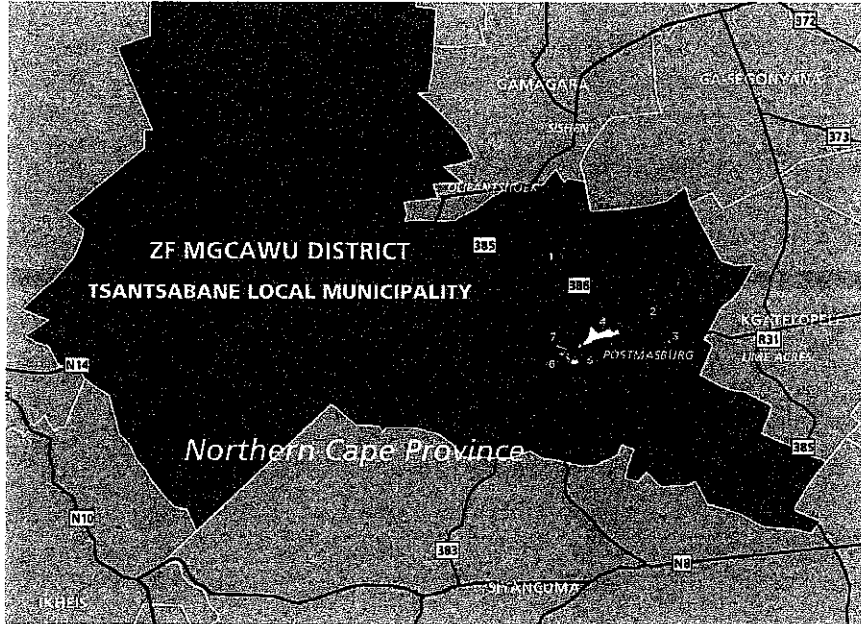 372
GAMAGARA
GA-SEGONYANA
SISHEN
373
OLIFANTSHOEK
385
ZF MGCAWU DISTRICT
1
TSANTSABANE LOCAL MUNICIPALITY
386
2
4
KGATELOPELE
7
3
R31
5
POSTMASBURG
LIME ACRES
6
N14
Northern Cape Province
385
N10
383
N8
SIYANCUMA
!KHEIS